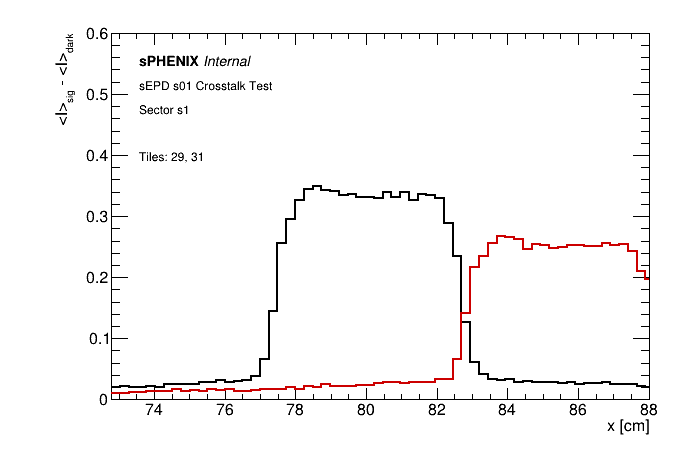 <I>sig - <I>dark
0.6
0.5
0.4
0.3
0.2
0.1
0
sPHENIX Internal
sEPD s01 Crosstalk Test
Sector s1
Tiles: 29, 31
74 76 78 80 82 84 86 88
x [cm]